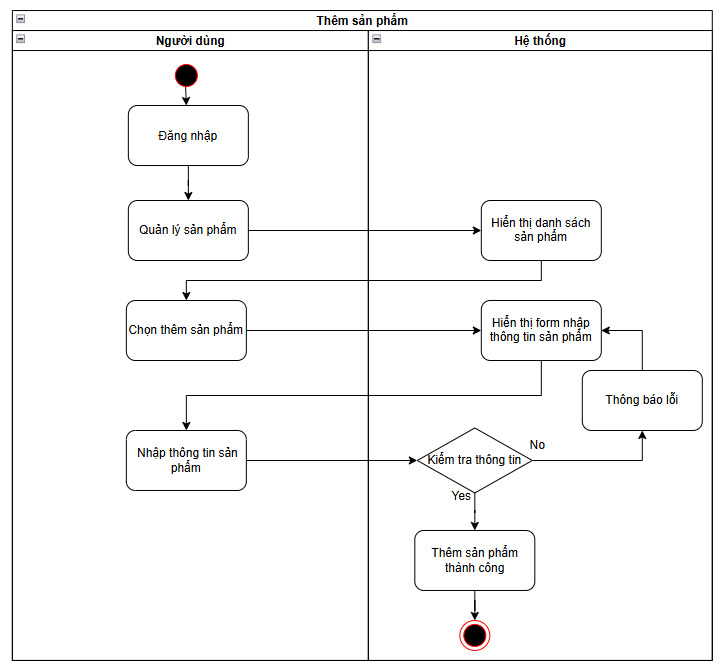 Thêm sản phẩm
Người dùng
Hệ thống
Đăng nhập
Quản lý sản phẩm
Hiển thị danh sách
sản phẩm
Chọn thêm sản phẩm
Hiển thị form nhập
thông tin sản phẩm
Thông báo lỗi
Nhập thông tin sản
phẩm
Kiểm tra thông tin
No
Yes
Thêm sản phẩm
thành công